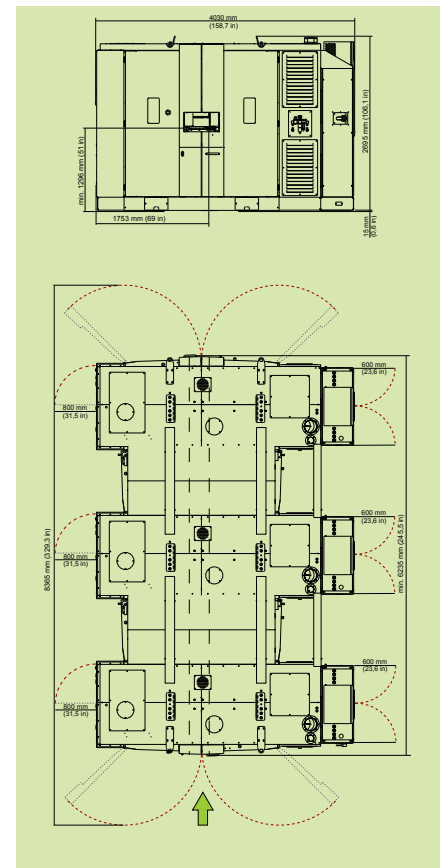 4030 mm
(158,7 in)
min. 1296 mm (51 in)
2695 mm (106,1 in)
1753 mm (69 in)
15 mm
(0,6 in)
600 mm
(23,6 in)
800 mm
(31,5 in)
8365 mm (329,3 in)
min. 6235 mm (245,5 in)
600 mm
(23,6 in)
800 mm
(31,5 in)
600 mm
(23,6 in)
800 mm
(31,5 in)